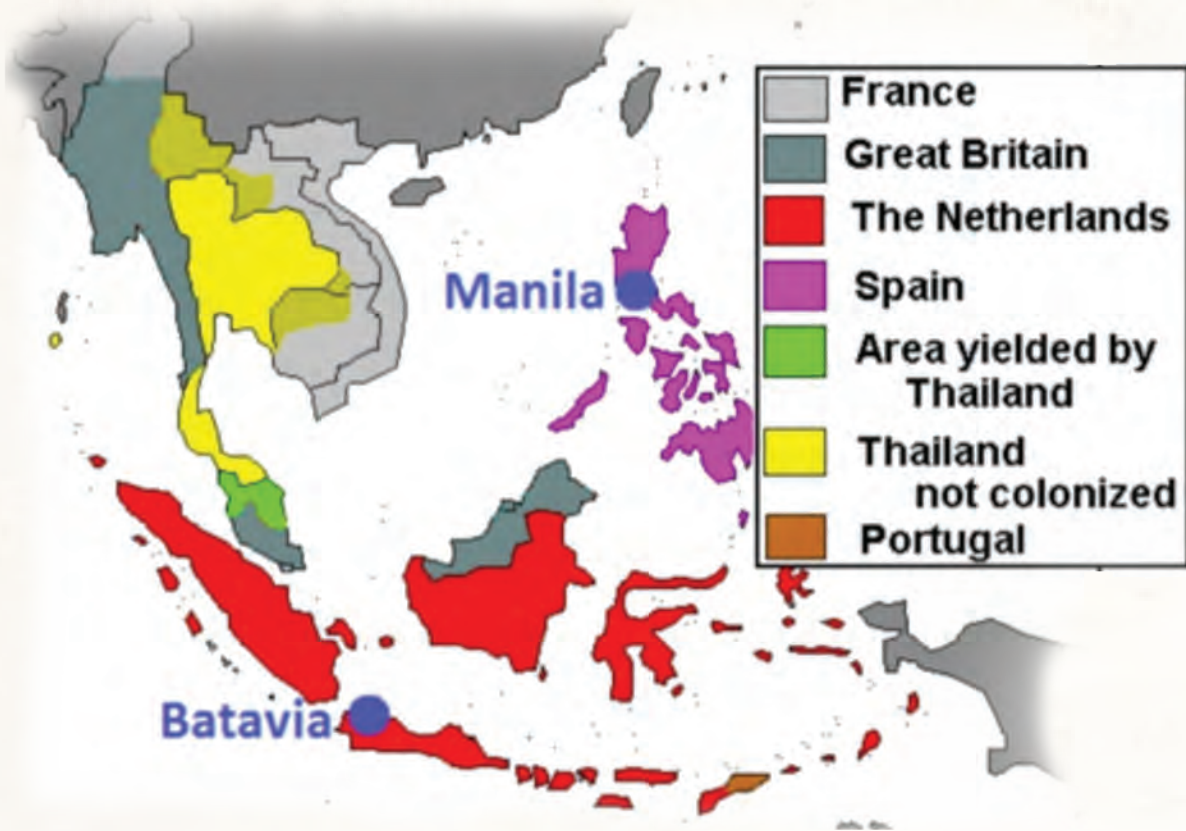 France
Great Britain
The Netherlands
Spain
Area yielded by
Thailand
Thailand
not colonized
Portugal
Manila
Batavia